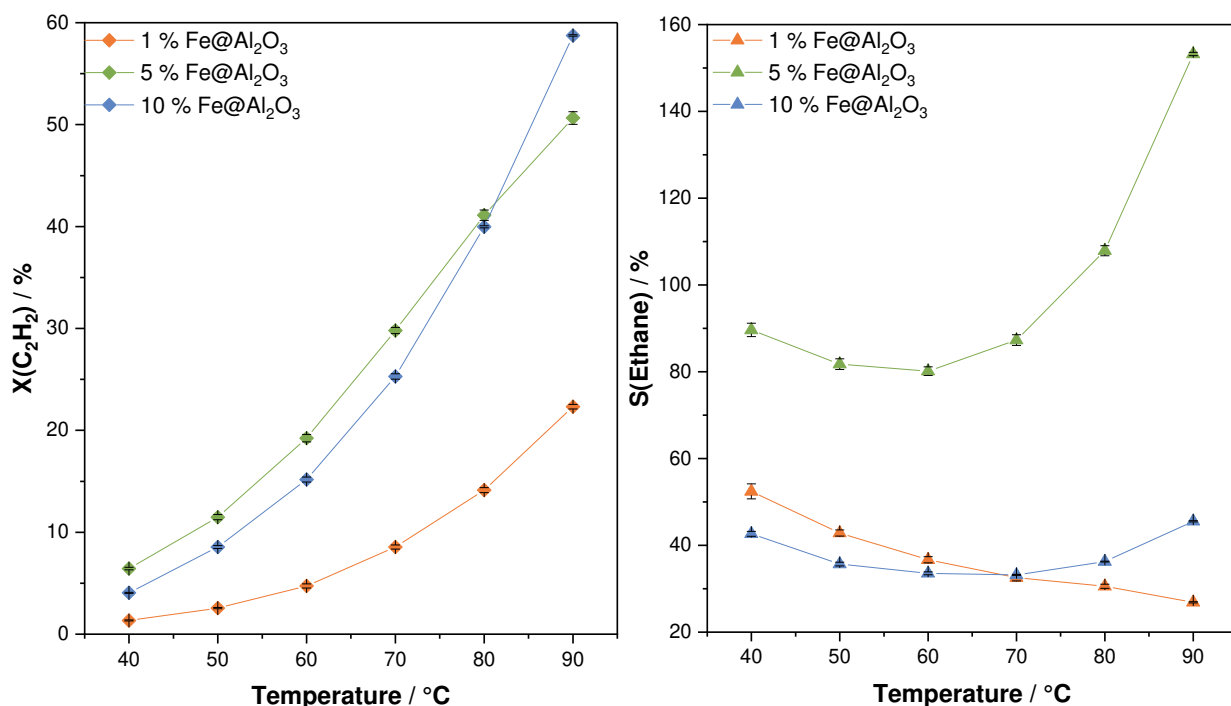 60
50
40
30
20
10
0
X(C₂H₂) / %
1 % Fe@Al₂O₃
5 % Fe@Al₂O₃
10 % Fe@Al₂O₃
40 50 60 70 80 90
Temperature / °C
160
140
120
100
80
60
40
20
S(Ethane) / %
1 % Fe@Al₂O₃
5 % Fe@Al₂O₃
10 % Fe@Al₂O₃
40 50 60 70 80 90
Temperature / °C